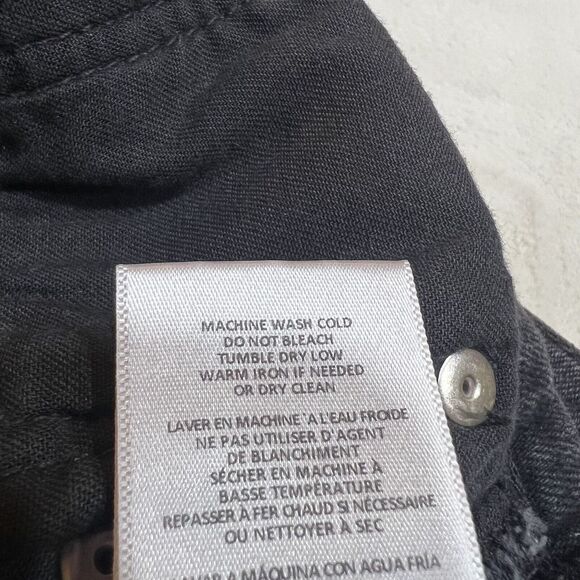 MACHINE WASH COLD
DO NOT BLEACH
TUMBLE DRY LOW
WARM IRON IF NEEDED
OR DRY CLEAN
LAVER EN MACHINE 'A L'EAU FROIDE
NE PAS UTILISER D'AGENT
DE BLANCHIMENT
SÉCHER EN MACHINE À
BASSE TEMPÉRATURE
REPASSER À FER CHAUD SI NÉCESSAIRE
OU NETTOYER À SEC
A MÁQUINA CON AGUA FRÍA